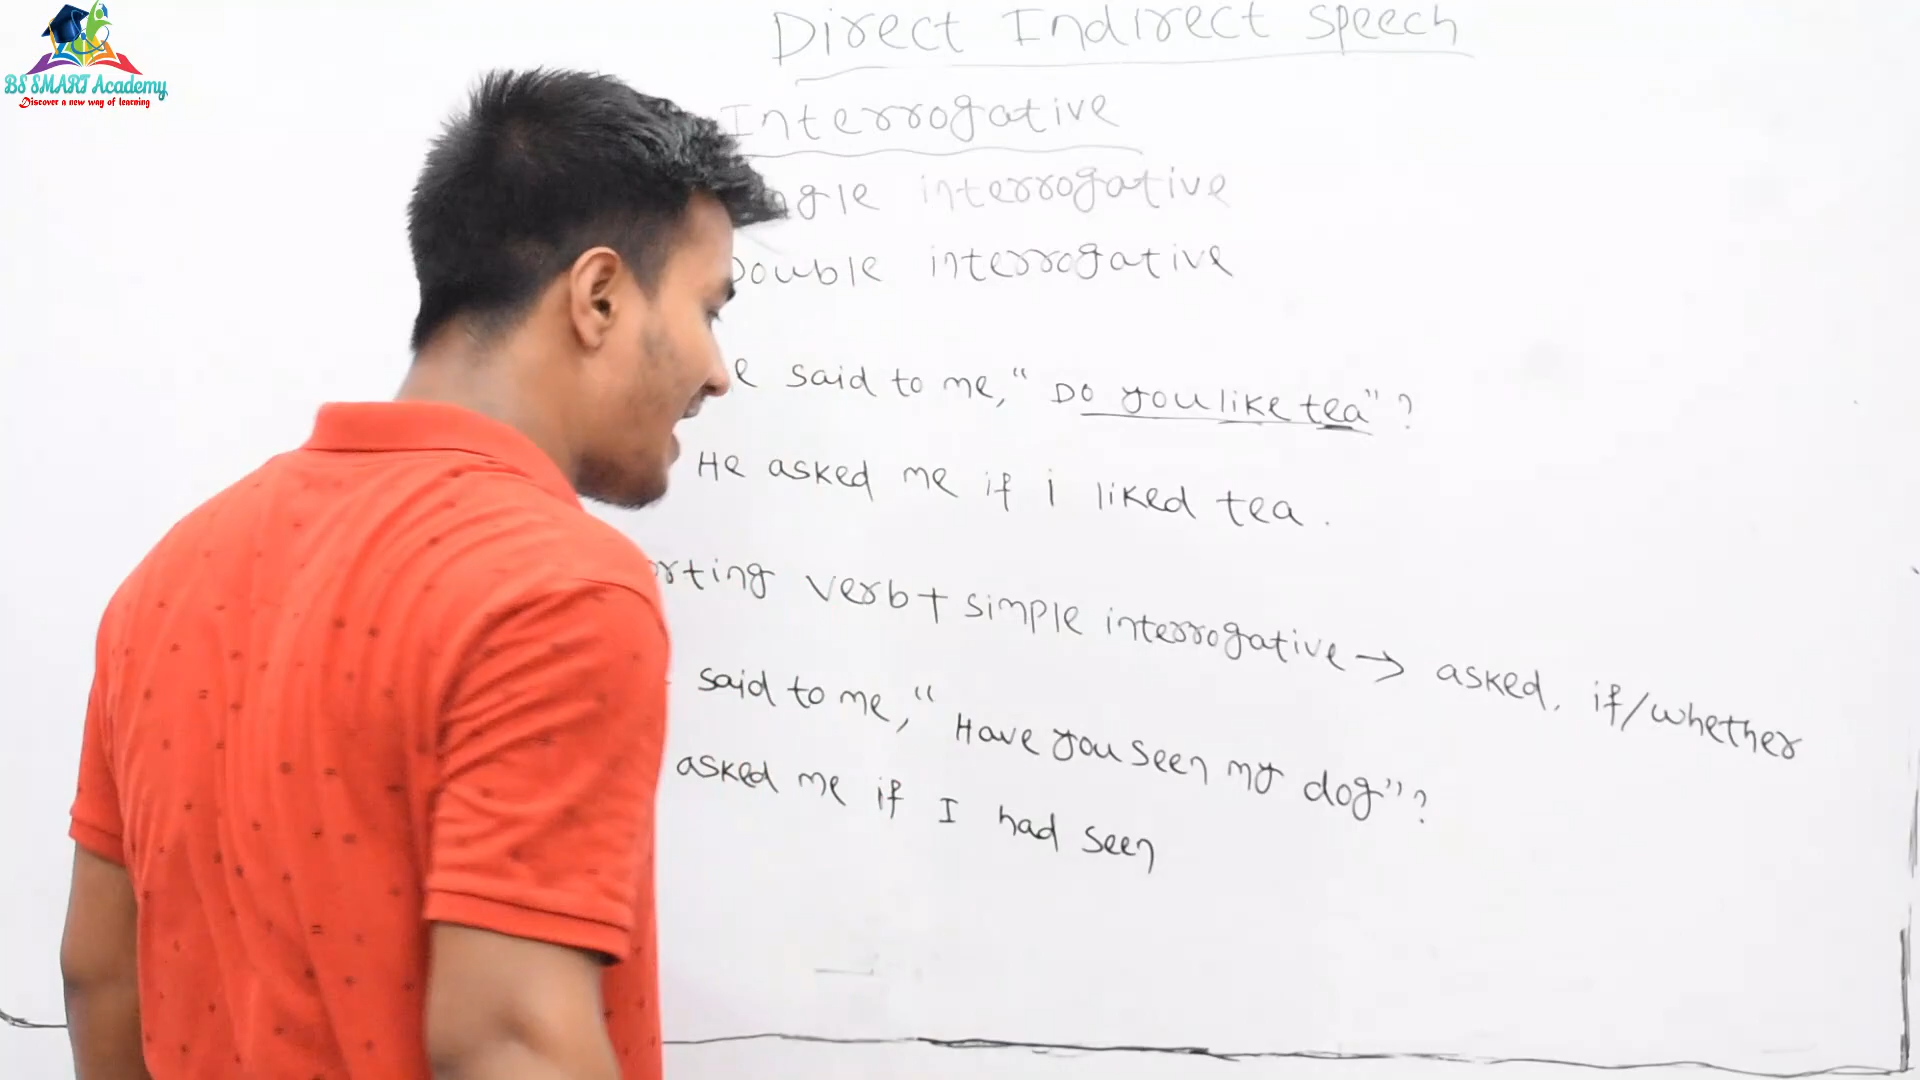 BS SMART Academy
Discover a new way of learning
Direct Indirect speech
Interrogative
ngle interrogative
Double interrogative
e said to me, “ Do you like tea” ?
He asked me if i liked tea .
rting verb + simple interrogative → asked, if/whether
said to me, “ Have you seen my dog” ?
asked me if I had seen